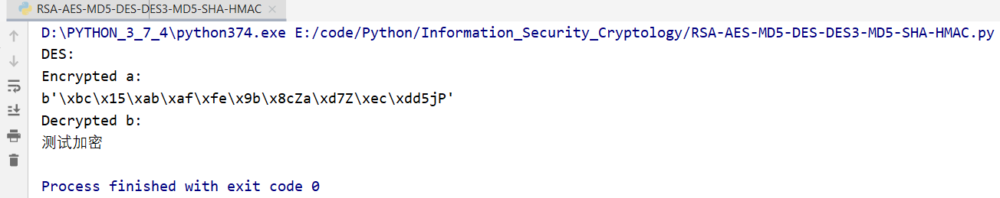 RSA-AES-MD5-DES-DES3-MD5-SHA-HMAC
D:\PYTHON_3_7_4\python374.exe E:/code/Python/Information_Security_Cryptology/RSA-AES-MD5-DES-DES3-MD5-SHA-HMAC.py
DES:
Encrypted a:
b'\xbc\x15\xab\xaf\xfe\x9b\x8cZa\xd7Z\xec\xdd5jP'
Decrypted b:
测试加密
Process finished with exit code 0